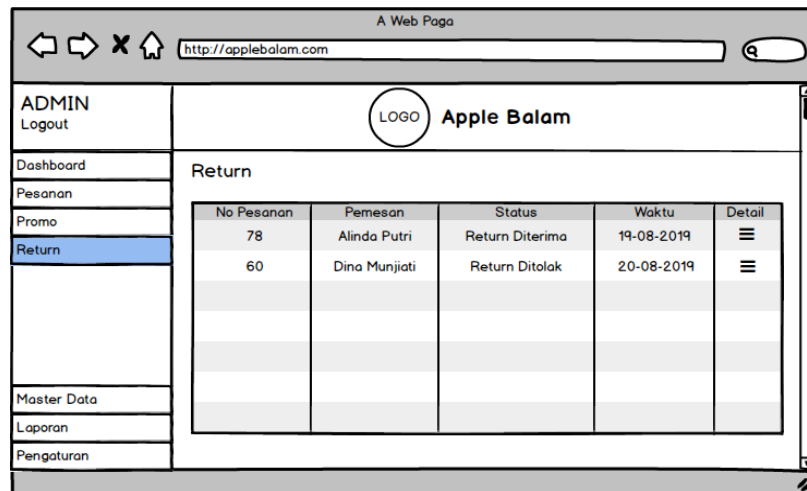 A Web Paga
http://applebalam.com
ADMIN
Logout
LOGO Apple Balam
Dashboard
Pesanan
Promo
Return
Master Data
Laporan
Pengaturan
Return
No Pesanan Pemesan Status Waktu Detail
78 Alinda Putri Return Diterima 19-08-2019
60 Dina Munjiati Return Ditolak 20-08-2019